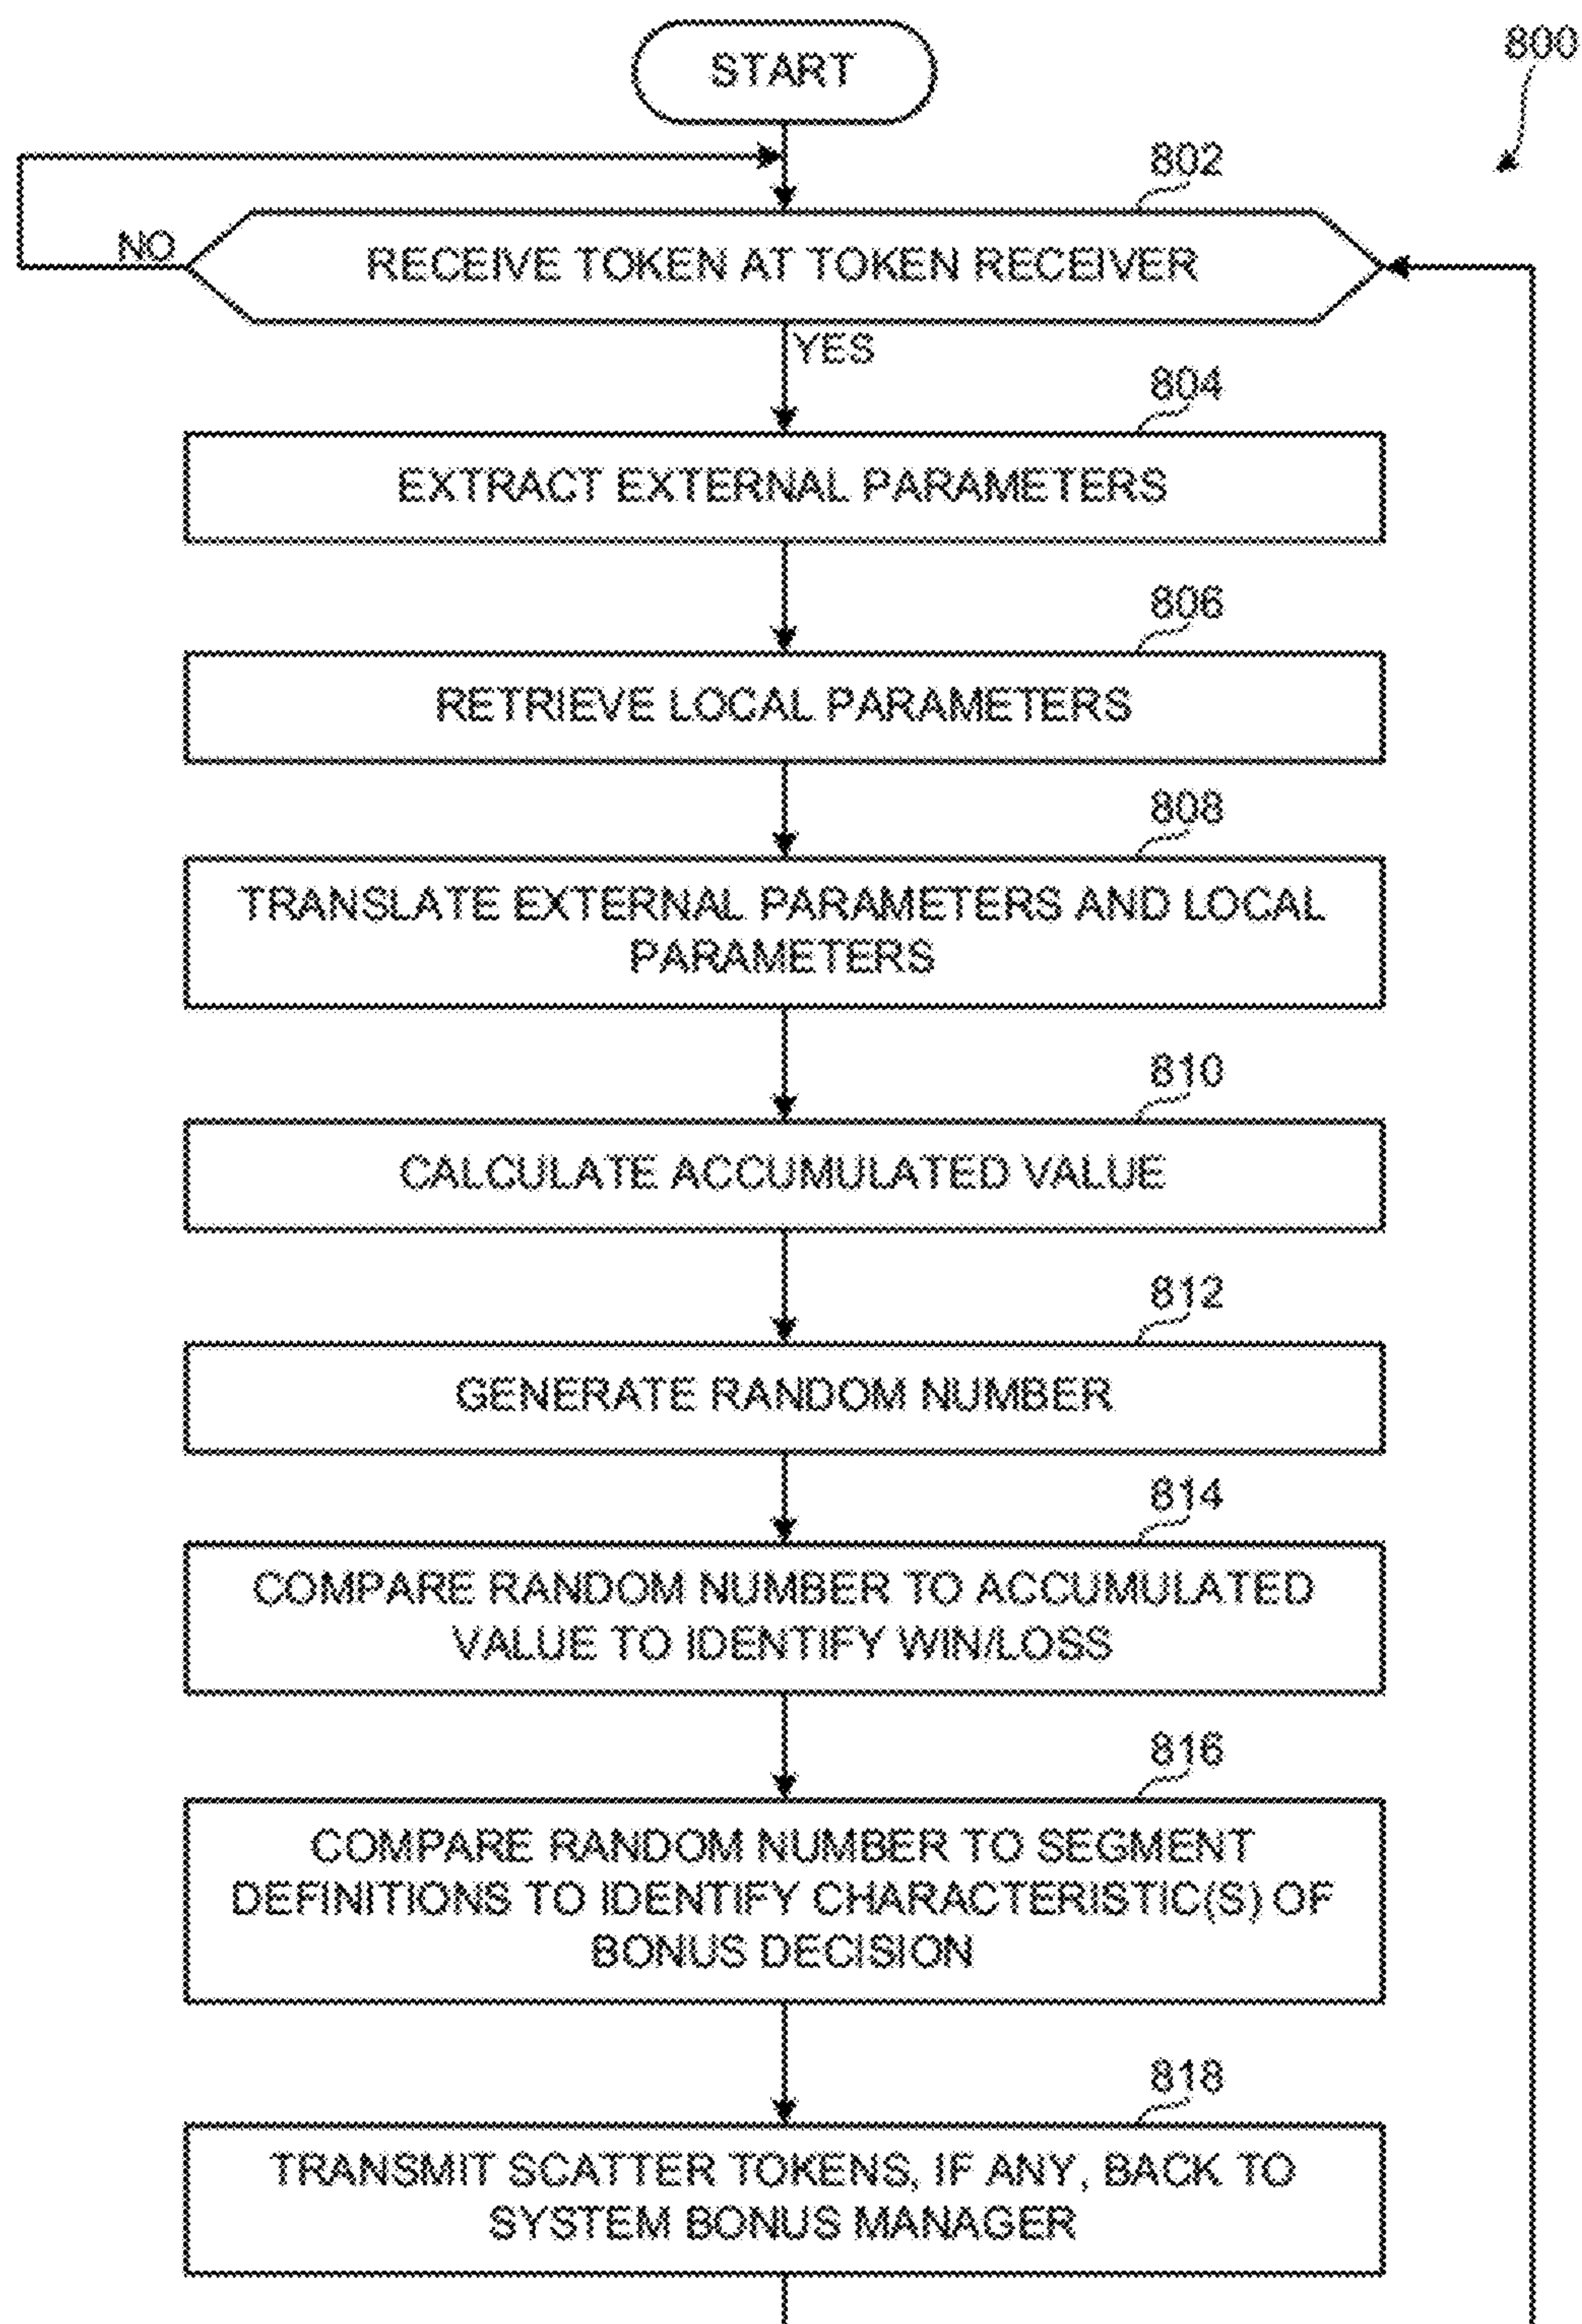 START
800
802
NO
RECEIVE TOKEN AT TOKEN RECEIVER
YES
804
EXTRACT EXTERNAL PARAMETERS
806
RETRIEVE LOCAL PARAMETERS
808
TRANSLATE EXTERNAL PARAMETERS AND LOCAL
PARAMETERS
810
CALCULATE ACCUMULATED VALUE
812
GENERATE RANDOM NUMBER
814
COMPARE RANDOM NUMBER TO ACCUMULATED
VALUE TO IDENTIFY WIN/LOSS
816
COMPARE RANDOM NUMBER TO SEGMENT
DEFINITIONS TO IDENTIFY CHARACTERISTIC(S) OF
BONUS DECISION
818
TRANSMIT SCATTER TOKENS, IF ANY, BACK TO
SYSTEM BONUS MANAGER